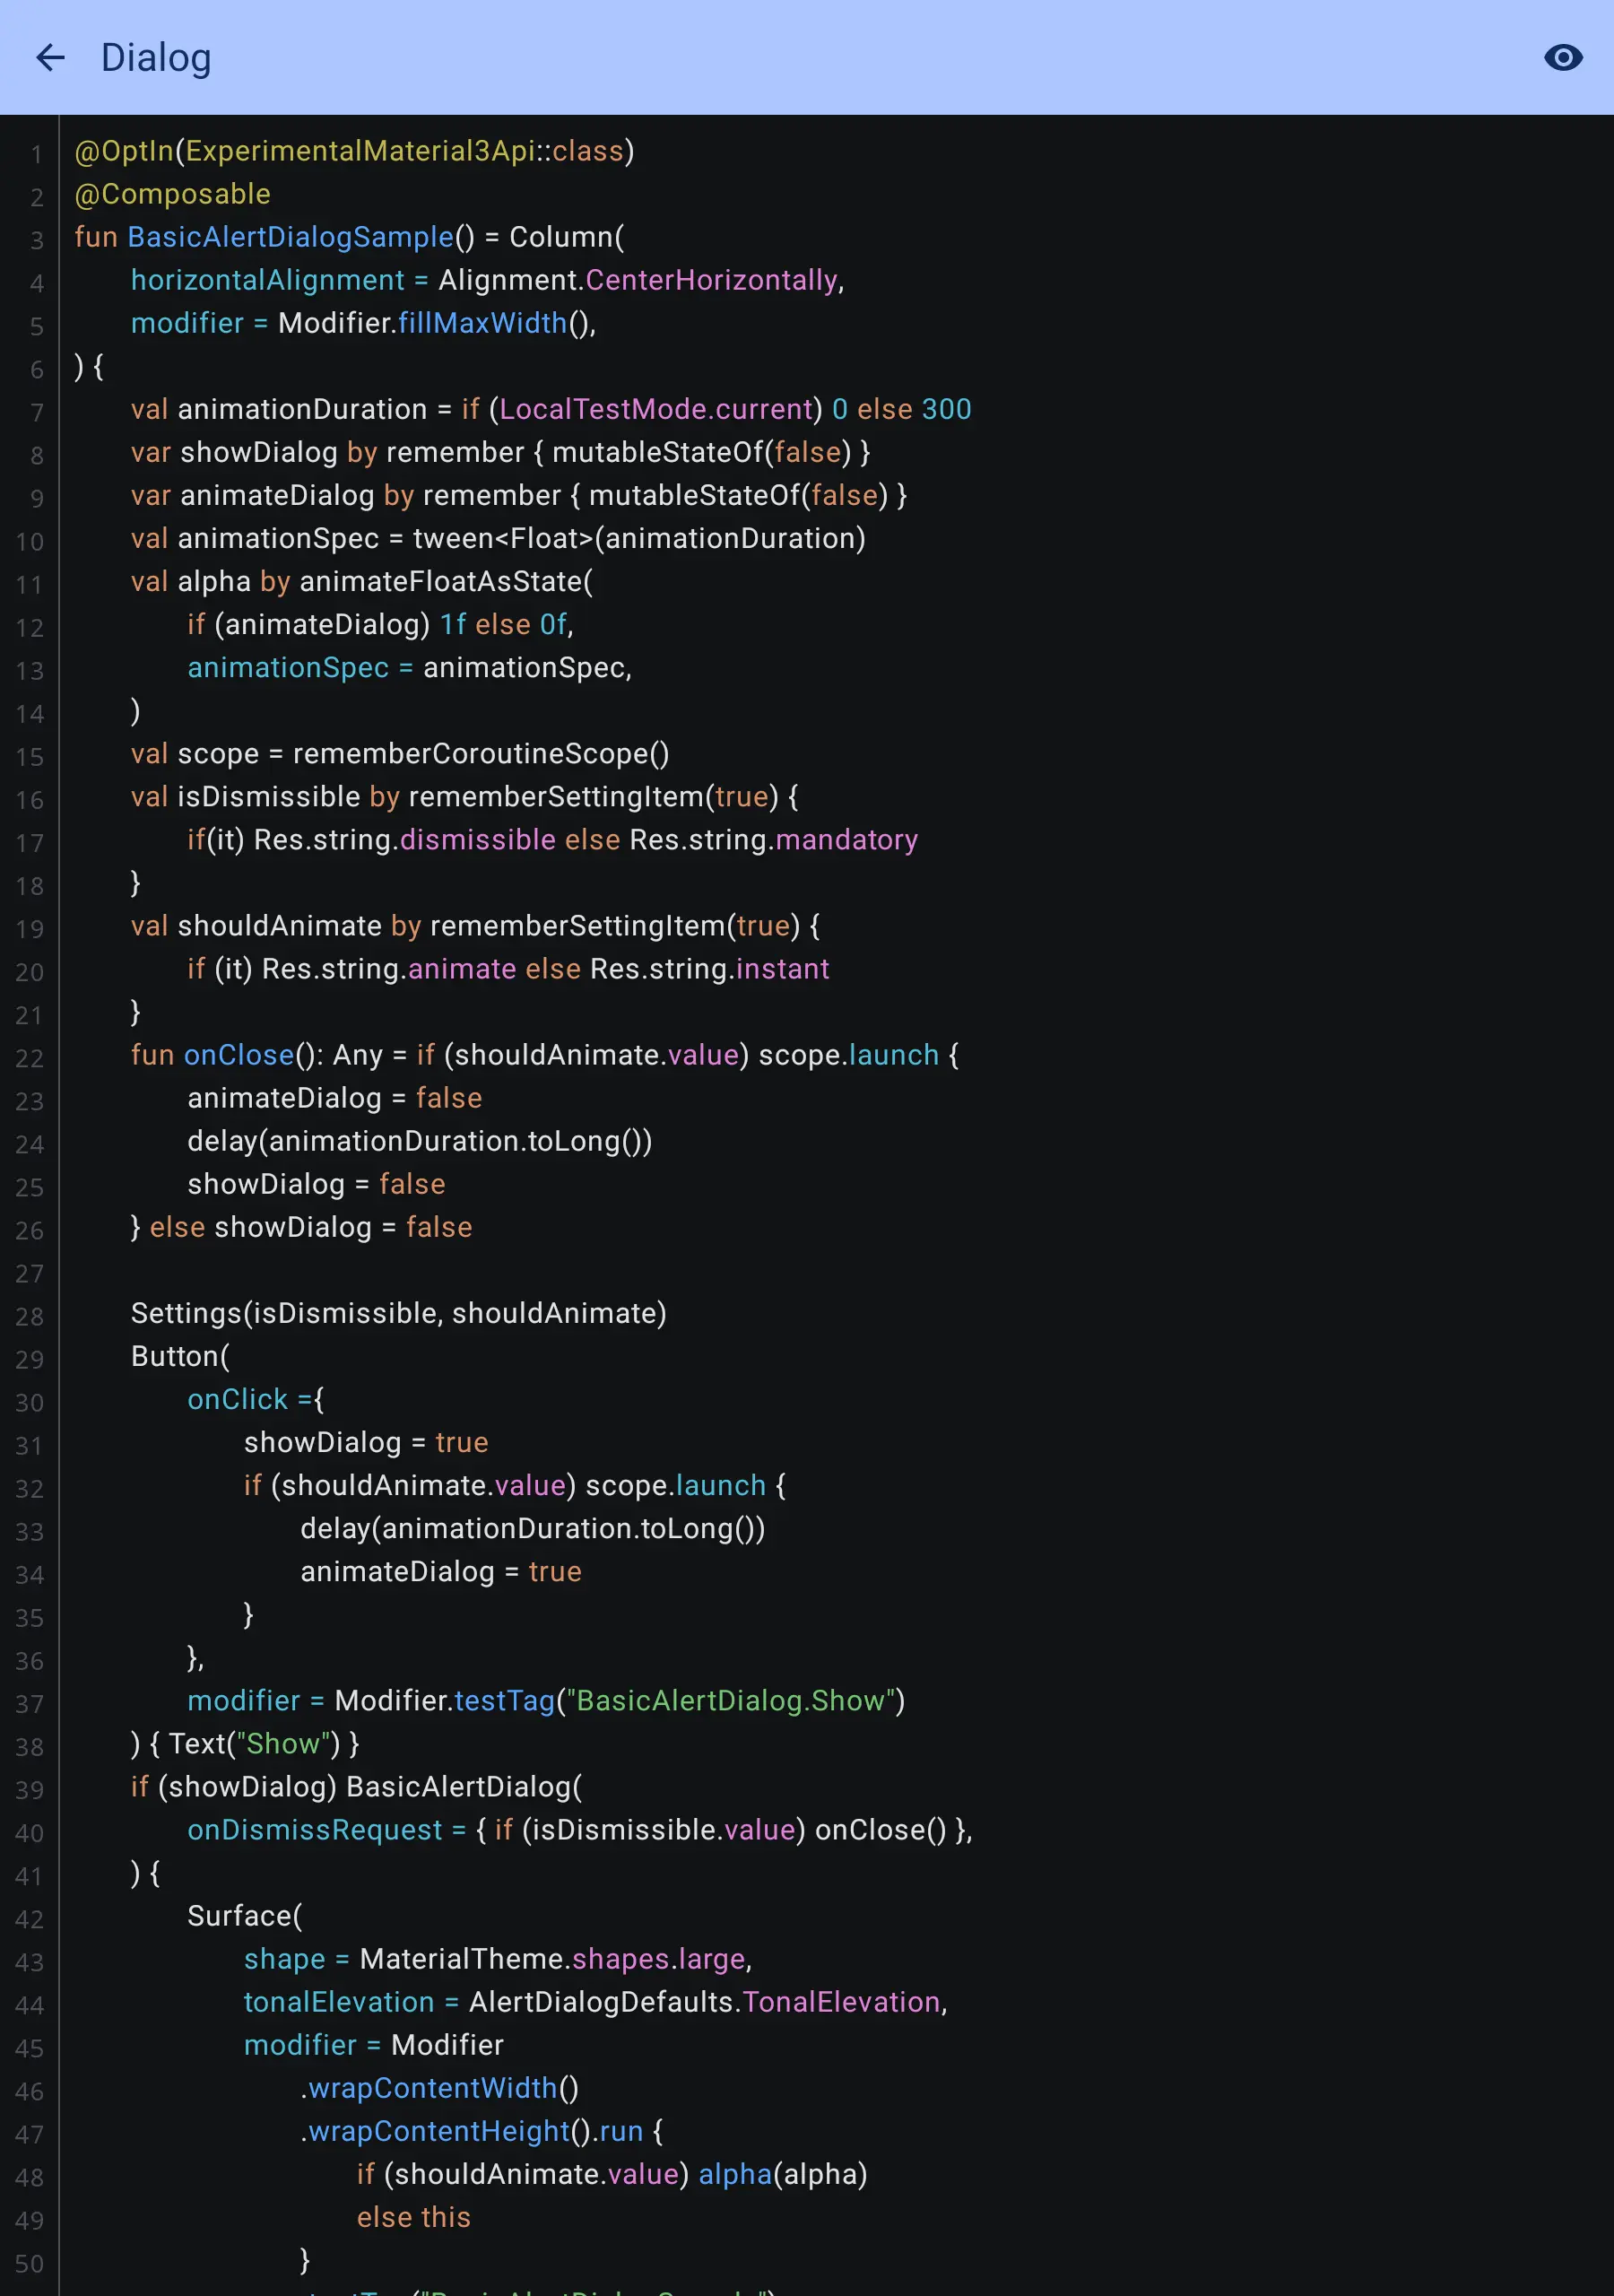 Dialog
1 @OptIn(ExperimentalMaterial3Api::class)
2 @Composable
3 fun BasicAlertDialogSample() = Column(
4     horizontalAlignment = Alignment.CenterHorizontally,
5     modifier = Modifier.fillMaxWidth(),
6 ) {
7     val animationDuration = if (LocalTestMode.current) 0 else 300
8     var showDialog by remember { mutableStateOf(false) }
9     var animateDialog by remember { mutableStateOf(false) }
10     val animationSpec = tween<Float>(animationDuration)
11     val alpha by animateFloatAsState(
12         if (animateDialog) 1f else 0f,
13         animationSpec = animationSpec,
14     )
15     val scope = rememberCoroutineScope()
16     val isDismissible by rememberSettingItem(true) {
17         if(it) Res.string.dismissible else Res.string.mandatory
18     }
19     val shouldAnimate by rememberSettingItem(true) {
20         if (it) Res.string.animate else Res.string.instant
21     }
22     fun onClose(): Any = if (shouldAnimate.value) scope.launch {
23         animateDialog = false
24         delay(animationDuration.toLong())
25         showDialog = false
26     } else showDialog = false
27
28     Settings(isDismissible, shouldAnimate)
29     Button(
30         onClick ={
31             showDialog = true
32             if (shouldAnimate.value) scope.launch {
33                 delay(animationDuration.toLong())
34                 animateDialog = true
35             }
36         },
37         modifier = Modifier.testTag("BasicAlertDialog.Show")
38     ) { Text("Show") }
39     if (showDialog) BasicAlertDialog(
40         onDismissRequest = { if (isDismissible.value) onClose() },
41     ) {
42         Surface(
43             shape = MaterialTheme.shapes.large,
44             tonalElevation = AlertDialogDefaults.TonalElevation,
45             modifier = Modifier
46                 .wrapContentWidth()
47                 .wrapContentHeight().run {
48                     if (shouldAnimate.value) alpha(alpha)
49                     else this
50                 }